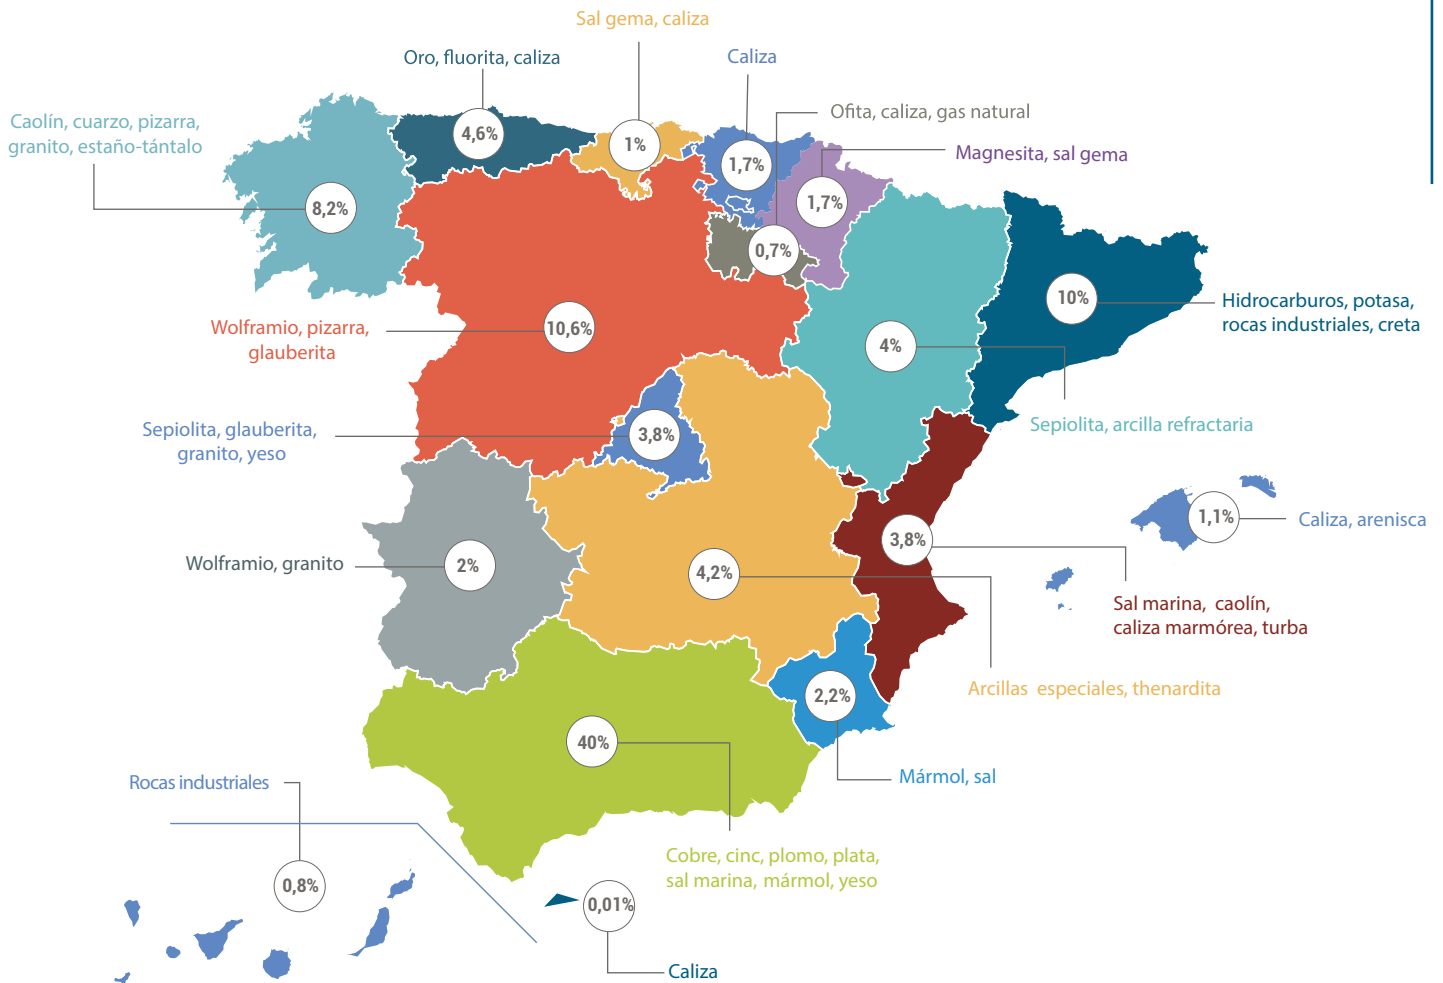 Sal gema, caliza
Oro, fluorita, caliza
Caliza
Caolín, cuarzo, pizarra,
granito, estaño-tántalo
Ofita, caliza, gas natural
Magnesita, sal gema
4,6%
1%
1,7%
1,7%
8,2%
0,7%
10%
Hidrocarburos, potasa,
rocas industriales, creta
Wolframio, pizarra,
glauberita
10,6%
4%
Sepiolita, arcilla refractaria
Sepiolita, glauberita,
granito, yeso
3,8%
1,1%
Caliza, arenisca
3,8%
Wolframio, granito
2%
4,2%
Sal marina, caolín,
caliza marmórea, turba
Arcillas especiales, thenardita
2,2%
40%
Mármol, sal
Rocas industriales
Cobre, cinc, plomo, plata,
sal marina, mármol, yeso
0,8%
0,01%
Caliza